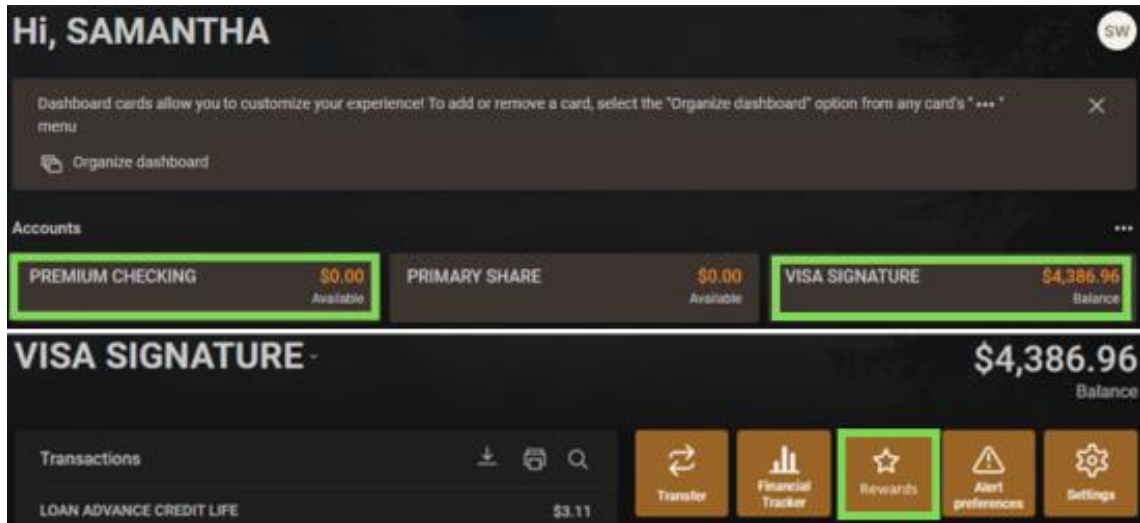 Hi, SAMANTHA
SW
Dashboard cards allow you to customize your experience! To add or remove a card, select the "Organize dashboard" option from any card's " ••• "
menu
Organize dashboard
Accounts
•••
PREMIUM CHECKING $0.00
Available
PRIMARY SHARE $0.00
Available
VISA SIGNATURE $4,386.96
Balance
VISA SIGNATURE
$4,386.96
Balance
Transactions
LOAN ADVANCE CREDIT LIFE $3.11
Transfer
Financial
Tracker
Rewards
Alert
preferences
Settings